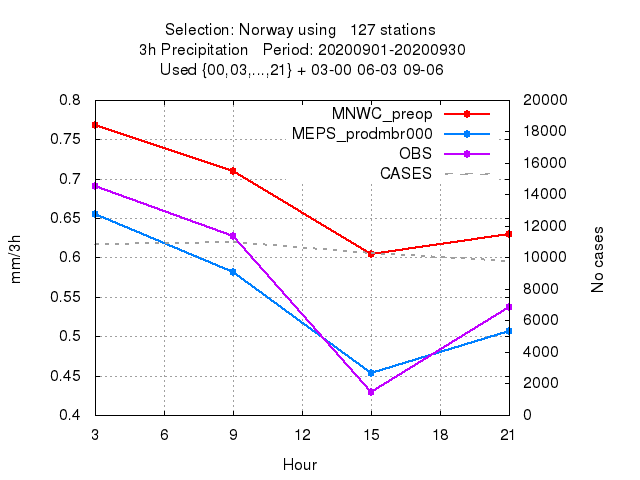 Selection: Norway using   127 stations
3h Precipitation   Period: 20200901-20200930
Used {00,03,...,21} + 03-00 06-03 09-06
MNWC_preop
MEPS_prodmbr000
OBS
CASES
0.8
0.75
0.7
0.65
0.6
0.55
0.5
0.45
0.4
mm/3h
20000
18000
16000
14000
12000
10000
8000
6000
4000
2000
0
No cases
3 6 9 12 15 18 21
Hour